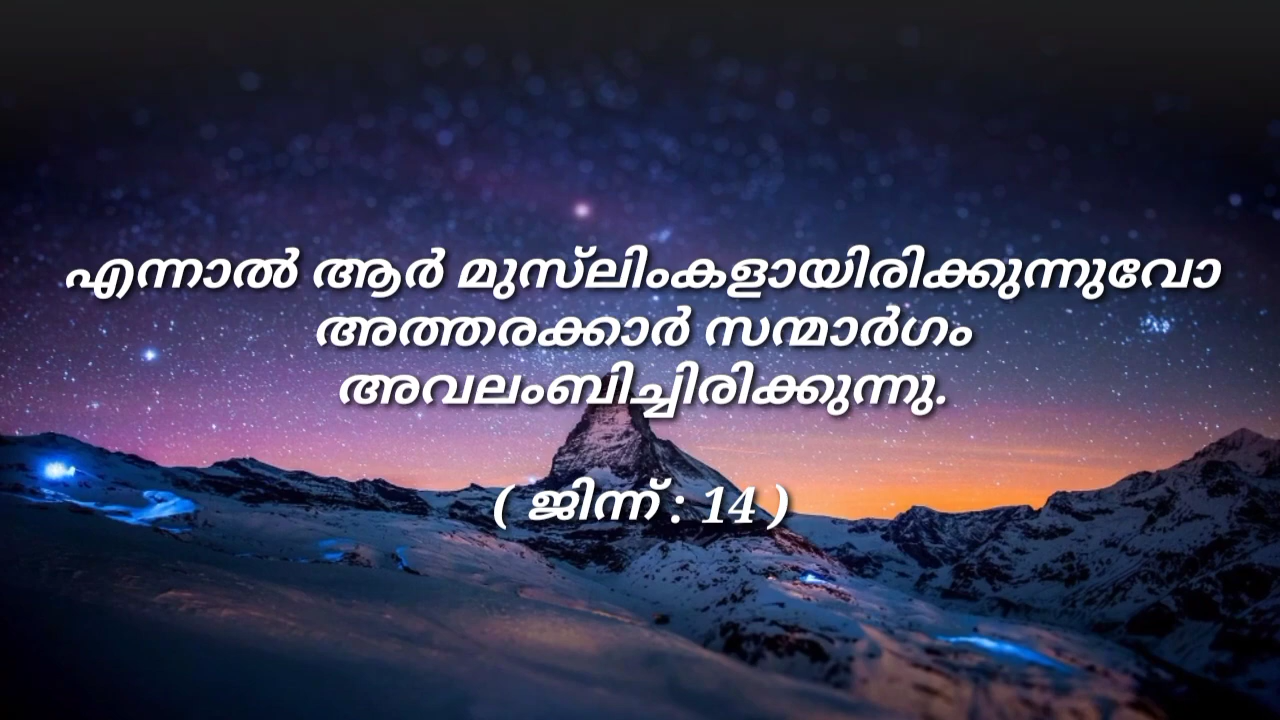 എന്നാൽ ആർ മുസ്‌ലിംകളായിരിക്കുന്നുവോ
അത്തരക്കാർ സന്മാർഗം
അവലംബിച്ചിരിക്കുന്നു.
( ജിന്ന് : 14 )